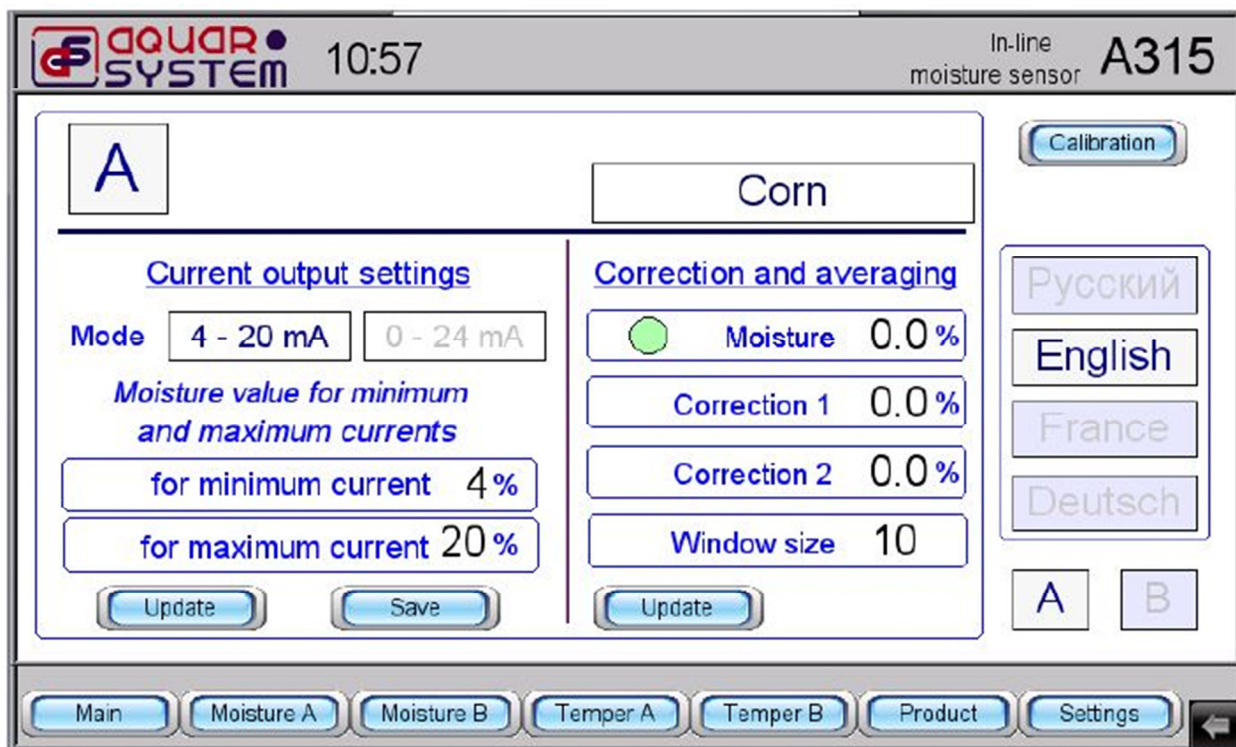 AQUAR SYSTEM
10:57
In-line moisture sensor
A315
A
Corn
Calibration
Current output settings
Mode 4 - 20 mA 0 - 24 mA
Moisture value for minimum
and maximum currents
for minimum current 4 %
for maximum current 20 %
Update Save
Correction and averaging
Moisture 0.0 %
Correction 1 0.0 %
Correction 2 0.0 %
Window size 10
Update
Русский
English
France
Deutsch
A B
Main Moisture A Moisture B Temper A Temper B Product Settings